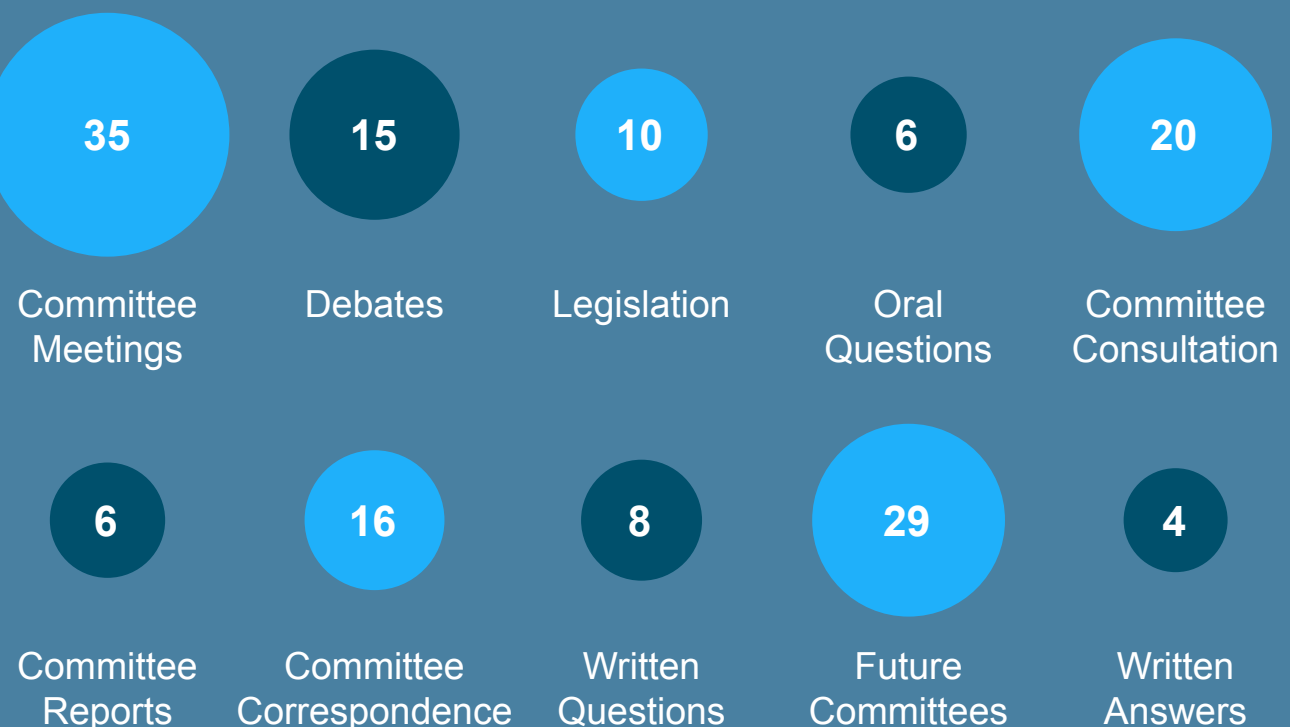 35
15
10
6
20
Committee
Meetings
Debates
Legislation
Oral
Questions
Committee
Consultation
6
16
8
29
4
Committee
Reports
Committee
Correspondence
Written
Questions
Future
Committees
Written
Answers